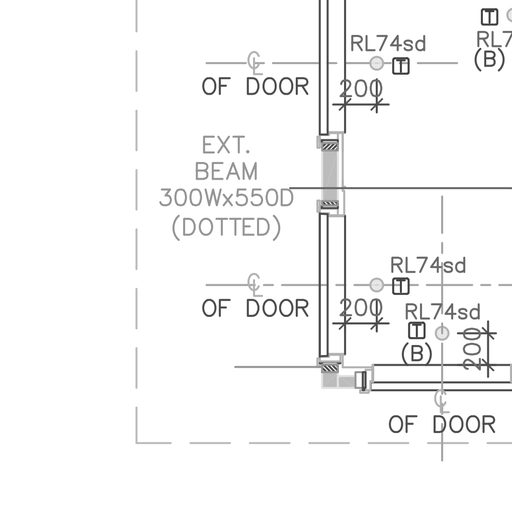 T
RL7
(B)
RL74sd
℄
T
OF DOOR
200
EXT.
BEAM
300Wx550D
(DOTTED)
RL74sd
℄
T
OF DOOR
200
RL74sd
T
(B)
200
℄
OF DOOR